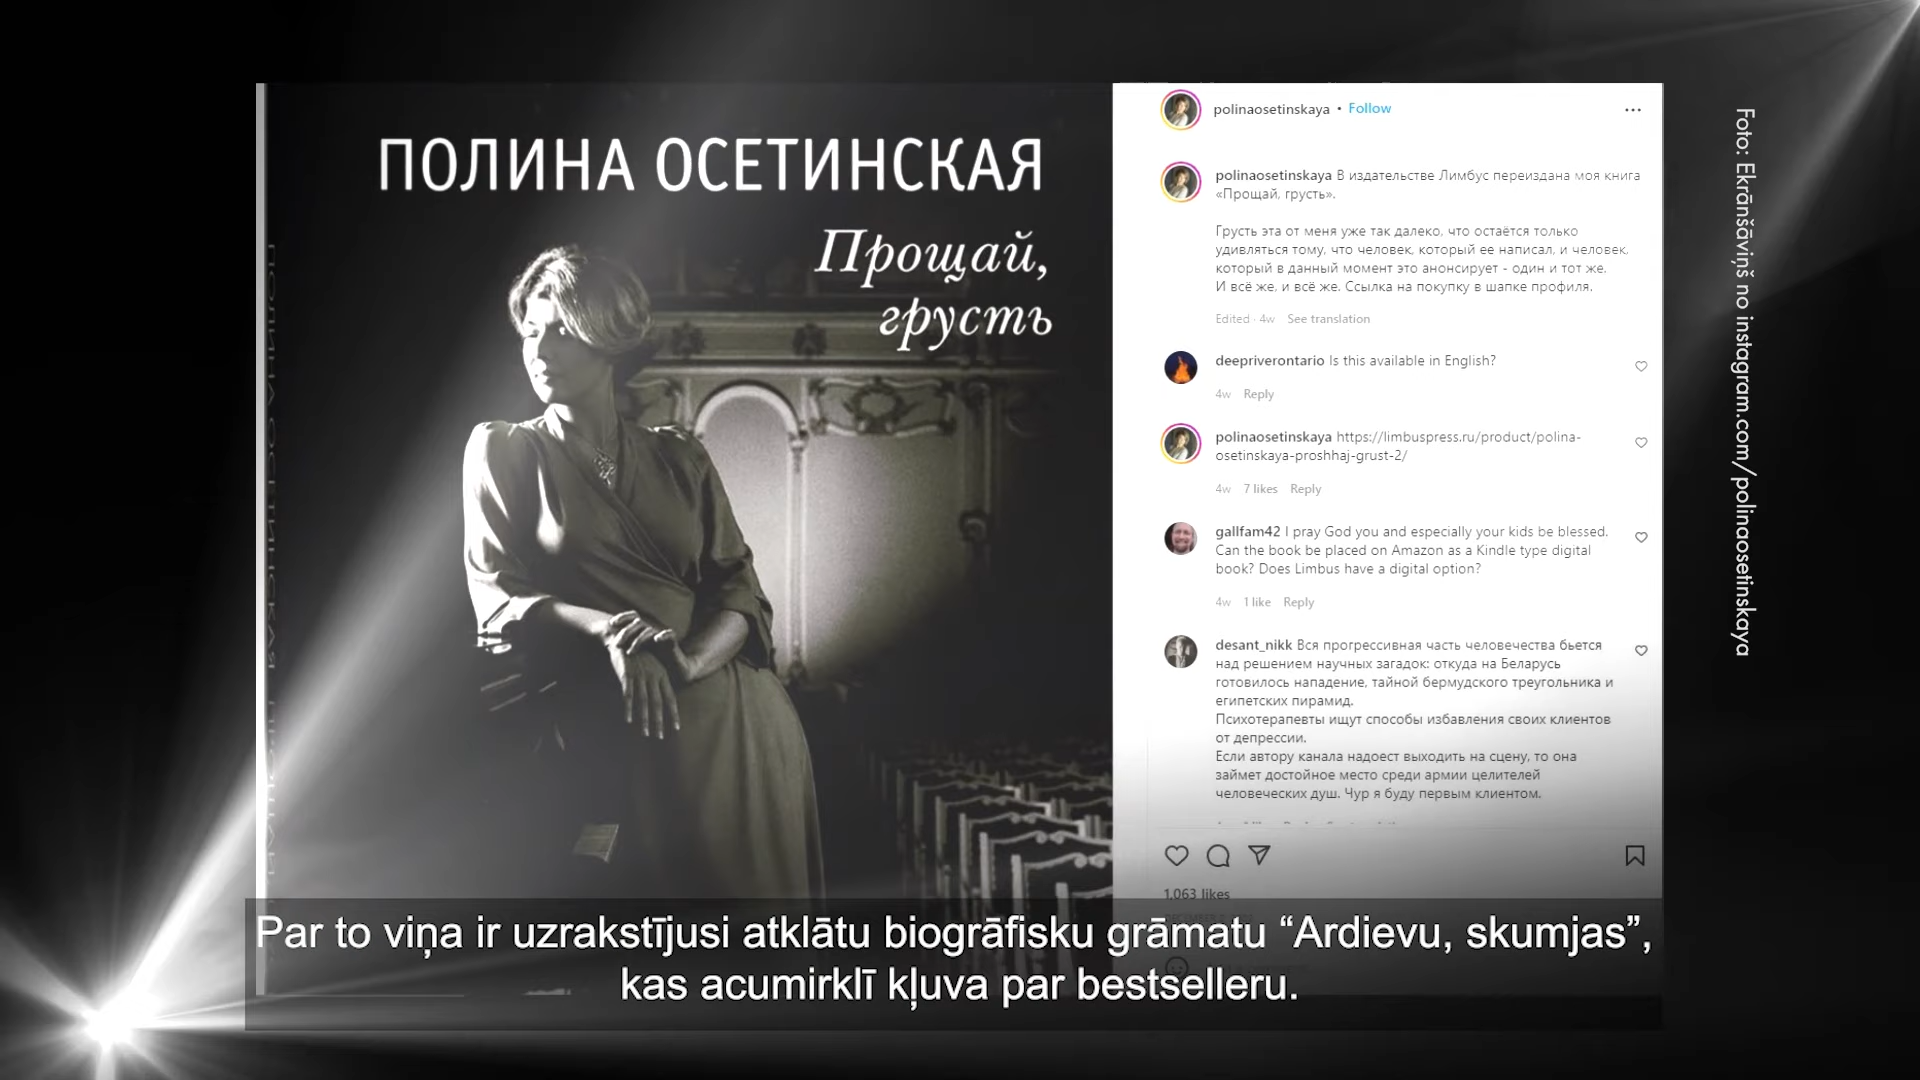 ПОЛИНА ОСЕТИНСКАЯ
Прощай,
грусть
polinaosetinskaya • Follow
polinaosetinskaya В издательстве Лимбус переиздана моя книга
«Прощай, грусть».
Грусть эта от меня уже так далеко, что остаётся только
удивляться тому, что человек, который ее написал, и человек,
который в данный момент это анонсирует - один и тот же.
И всё же, и всё же. Ссылка на покупку в шапке профиля.
Edited · 4w See translation
deepriverontario Is this available in English?
4w Reply
polinaosetinskaya https://limbuspress.ru/product/polina-
osetinskaya-proshhaj-grust-2/
4w 7 likes Reply
gallfam42 I pray God you and especially your kids be blessed.
Can the book be placed on Amazon as a Kindle type digital
book? Does Limbus have a digital option?
4w 1 like Reply
desant_nikk Вся прогрессивная часть человечества бьется
над решением научных загадок: откуда на Беларусь
готовилось нападение, тайной бермудского треугольника и
египетских пирамид.
Психотерапевты ищут способы избавления своих клиентов
от депрессии.
Если автору канала надоест выходить на сцену, то она
займет достойное место среди армии целителей
человеческих душ. Чур я буду первым клиентом.
1,063 likes
Foto: Ekrānšāviņš no instagram.com/polinaosetinskaya
Par to viņa ir uzrakstījusi atklātu biogrāfisku grāmatu “Ardievu, skumjas”,
kas acumirklī kļuva par bestselleru.